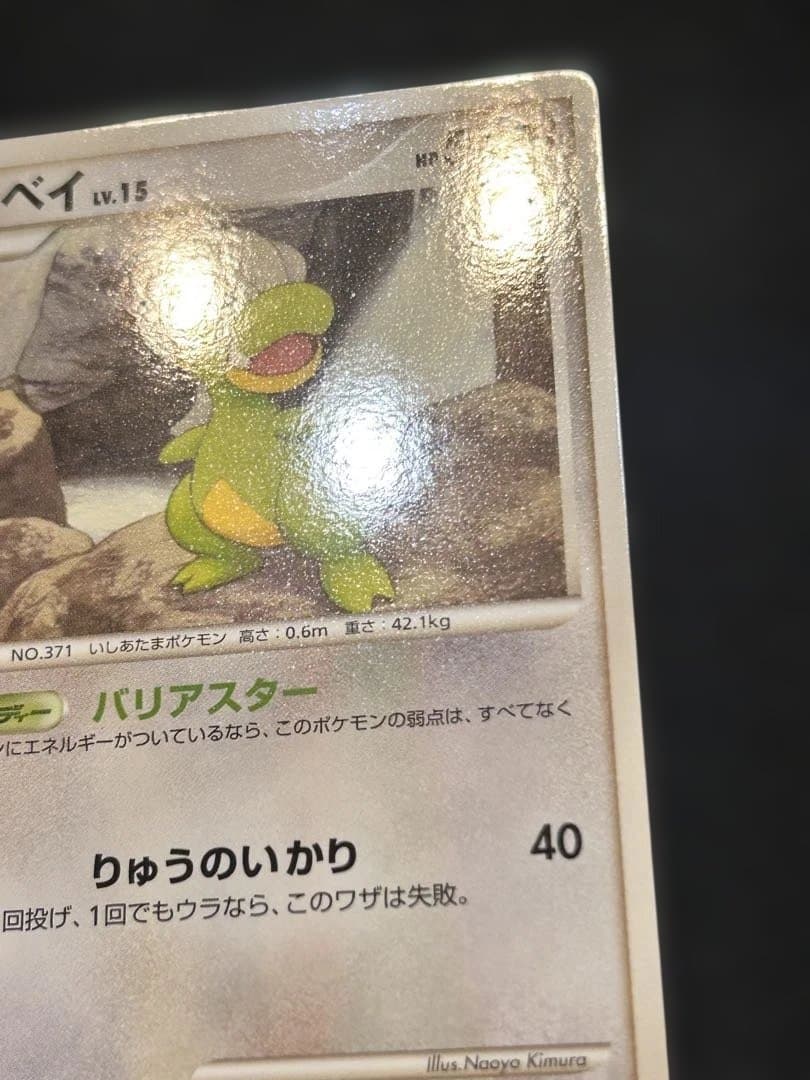 ベイ LV.15 HP
NO.371 いしあたまポケモン 高さ：0.6m 重さ：42.1kg
ディー バリアスター
にエネルギーがついているなら、このポケモンの弱点は、すべてなく
りゅうのいかり 40
回投げ、1回でもウラなら、このワザは失敗。
Illus. Naoyo Kimura